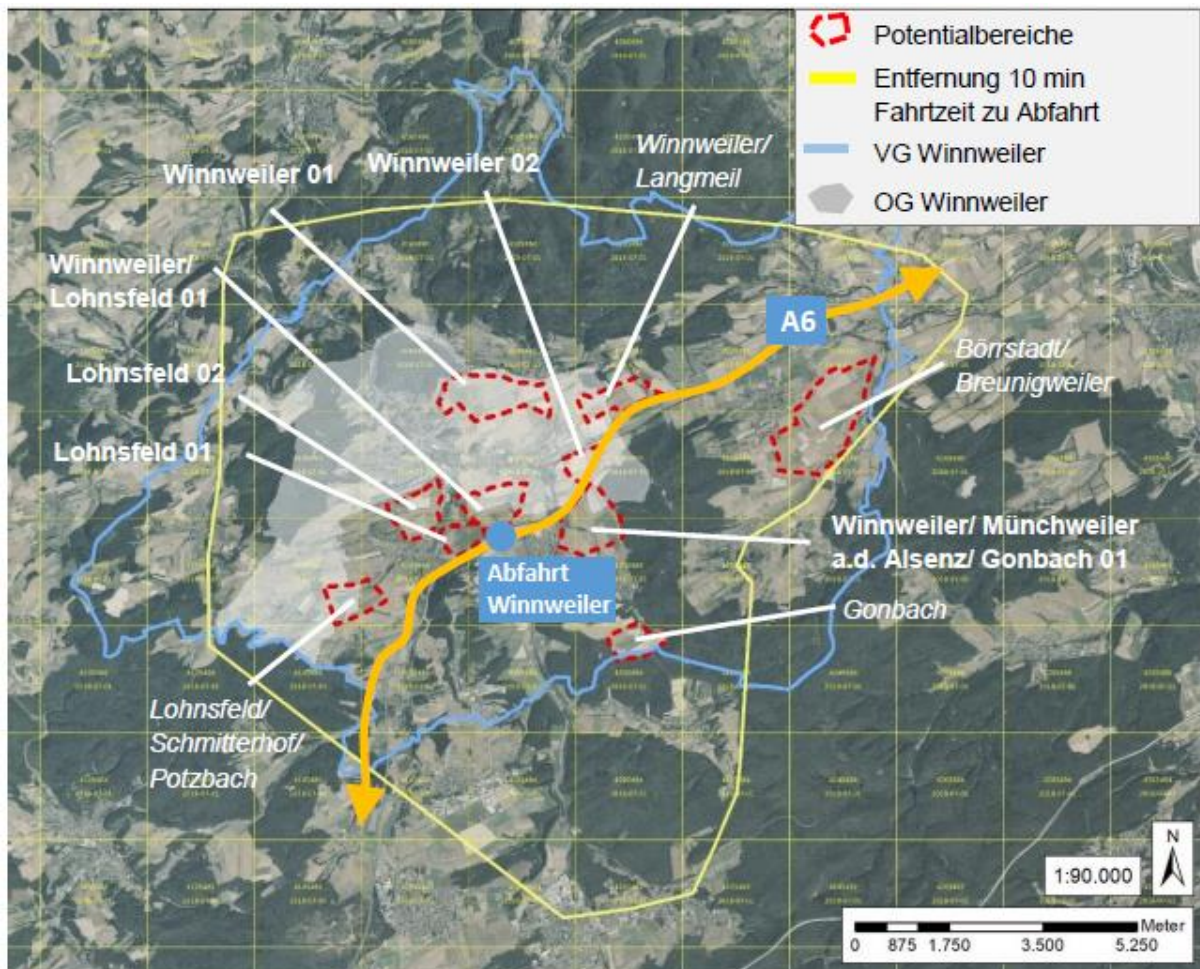 Potentialbereiche
Entfernung 10 min
Fahrtzeit zu Abfahrt
VG Winnweiler
OG Winnweiler
Winnweiler 01
Winnweiler 02
Winnweiler/
Langmeil
Winnweiler/
Lohnsfeld 01
Lohnsfeld 02
Lohnsfeld 01
A6
Börrstadt/
Breunigweiler
Abfahrt
Winnweiler
Winnweiler/ Münchweiler
a.d. Alsenz/ Gonbach 01
Gonbach
Lohnsfeld/
Schmitterhof/
Potzbach
N
1:90.000
Meter
0 875 1.750 3.500 5.250